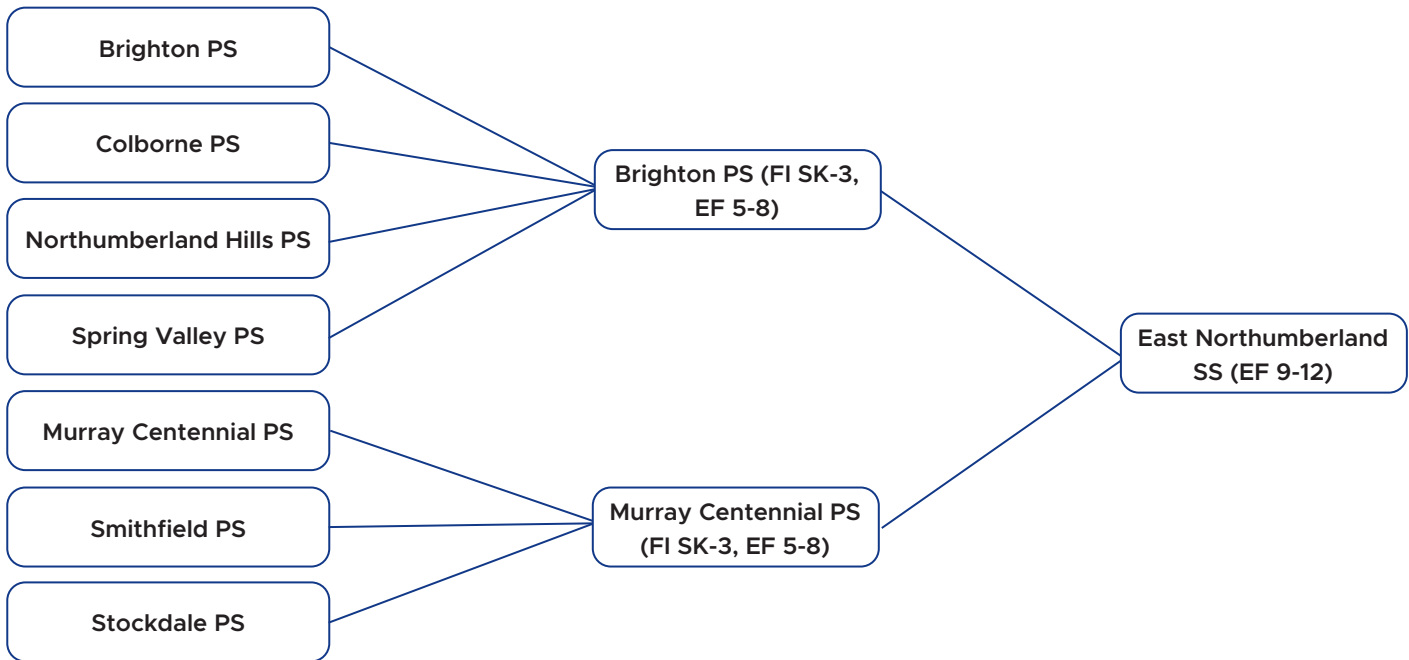 Brighton PS
Colborne PS
Northumberland Hills PS
Spring Valley PS
Murray Centennial PS
Smithfield PS
Stockdale PS
Brighton PS (FI SK-3,
EF 5-8)
Murray Centennial PS
(FI SK-3, EF 5-8)
East Northumberland
SS (EF 9-12)